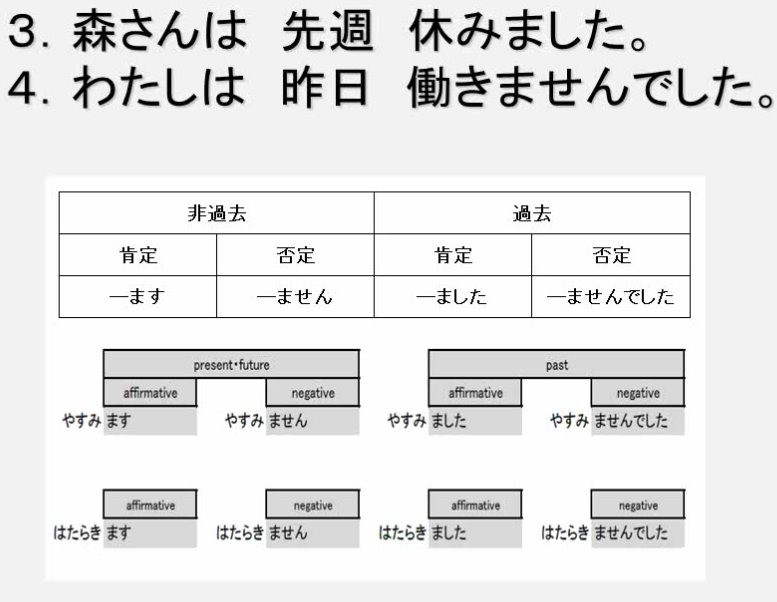 ３．森さんは　先週　休みました。
４．わたしは　昨日　働きませんでした。
非過去 過去
肯定 否定 肯定 否定
―ます ―ません ―ました ―ませんでした
present・future past
affirmative negative affirmative negative
やすみ ます やすみ ません やすみ ました やすみ ませんでした
affirmative negative affirmative negative
はたらき ます はたらき ません はたらき ました はたらき ませんでした